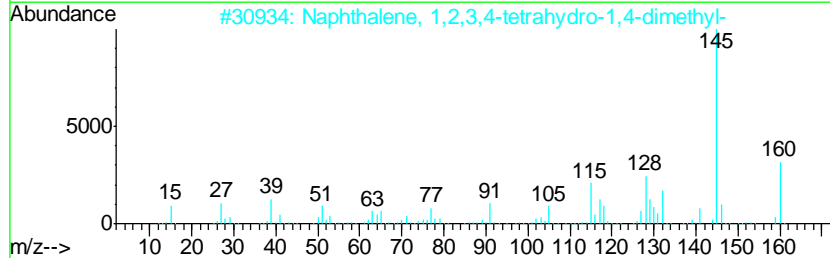 Abundance
#30934: Naphthalene, 1,2,3,4-tetrahydro-1,4-dimethyl-
145
5000
160
128
115
15 27 39 51 63 77 91 105
0
m/z--> 10 20 30 40 50 60 70 80 90 100 110 120 130 140 150 160